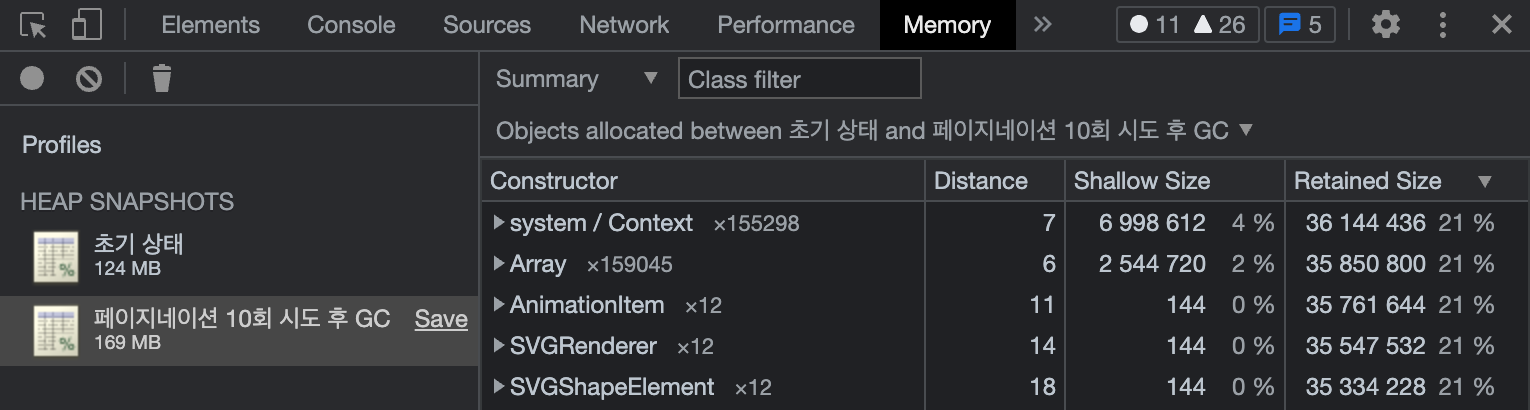 Elements Console Sources Network Performance Memory 11 26 5
Summary ▼ Class filter
Objects allocated between 초기 상태 and 페이지네이션 10회 시도 후 GC ▼
Profiles
HEAP SNAPSHOTS
초기 상태
124 MB
페이지네이션 10회 시도 후 GC Save
169 MB
Constructor Distance Shallow Size Retained Size ▼
system / Context ×155298 7 6 998 612 4 % 36 144 436 21 %
Array ×159045 6 2 544 720 2 % 35 850 800 21 %
AnimationItem ×12 11 144 0 % 35 761 644 21 %
SVGRenderer ×12 14 144 0 % 35 547 532 21 %
SVGShapeElement ×12 18 144 0 % 35 334 228 21 %